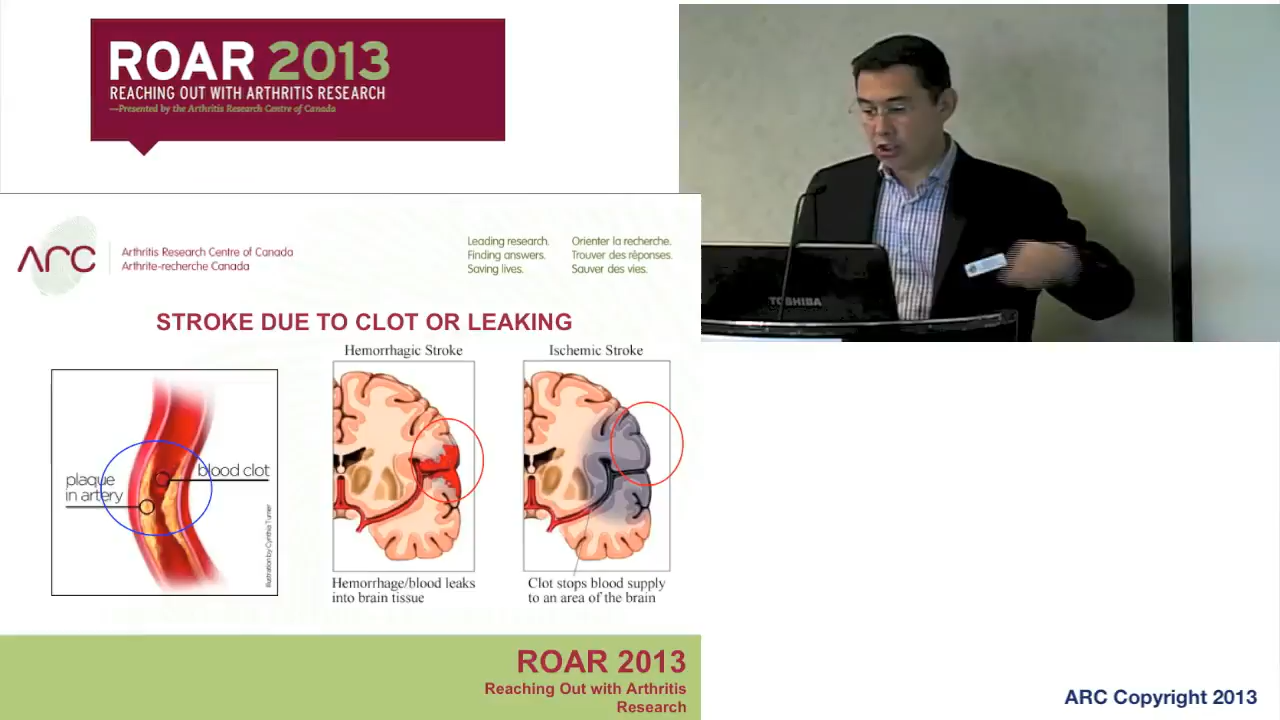 ROAR 2013
REACHING OUT WITH ARTHRITIS RESEARCH
—Presented by the Arthritis Research Centre of Canada
ARC
Arthritis Research Centre of Canada
Arthrite-recherche Canada
Leading research.
Finding answers.
Saving lives.
Orienter la recherche.
Trouver des réponses.
Sauver des vies.
STROKE DUE TO CLOT OR LEAKING
plaque
in artery
blood clot
Illustration by Cynthia Turner
Hemorrhagic Stroke
Hemorrhage/blood leaks
into brain tissue
Ischemic Stroke
Clot stops blood supply
to an area of the brain
ROAR 2013
Reaching Out with Arthritis
Research
TOSHIBA
ARC Copyright 2013